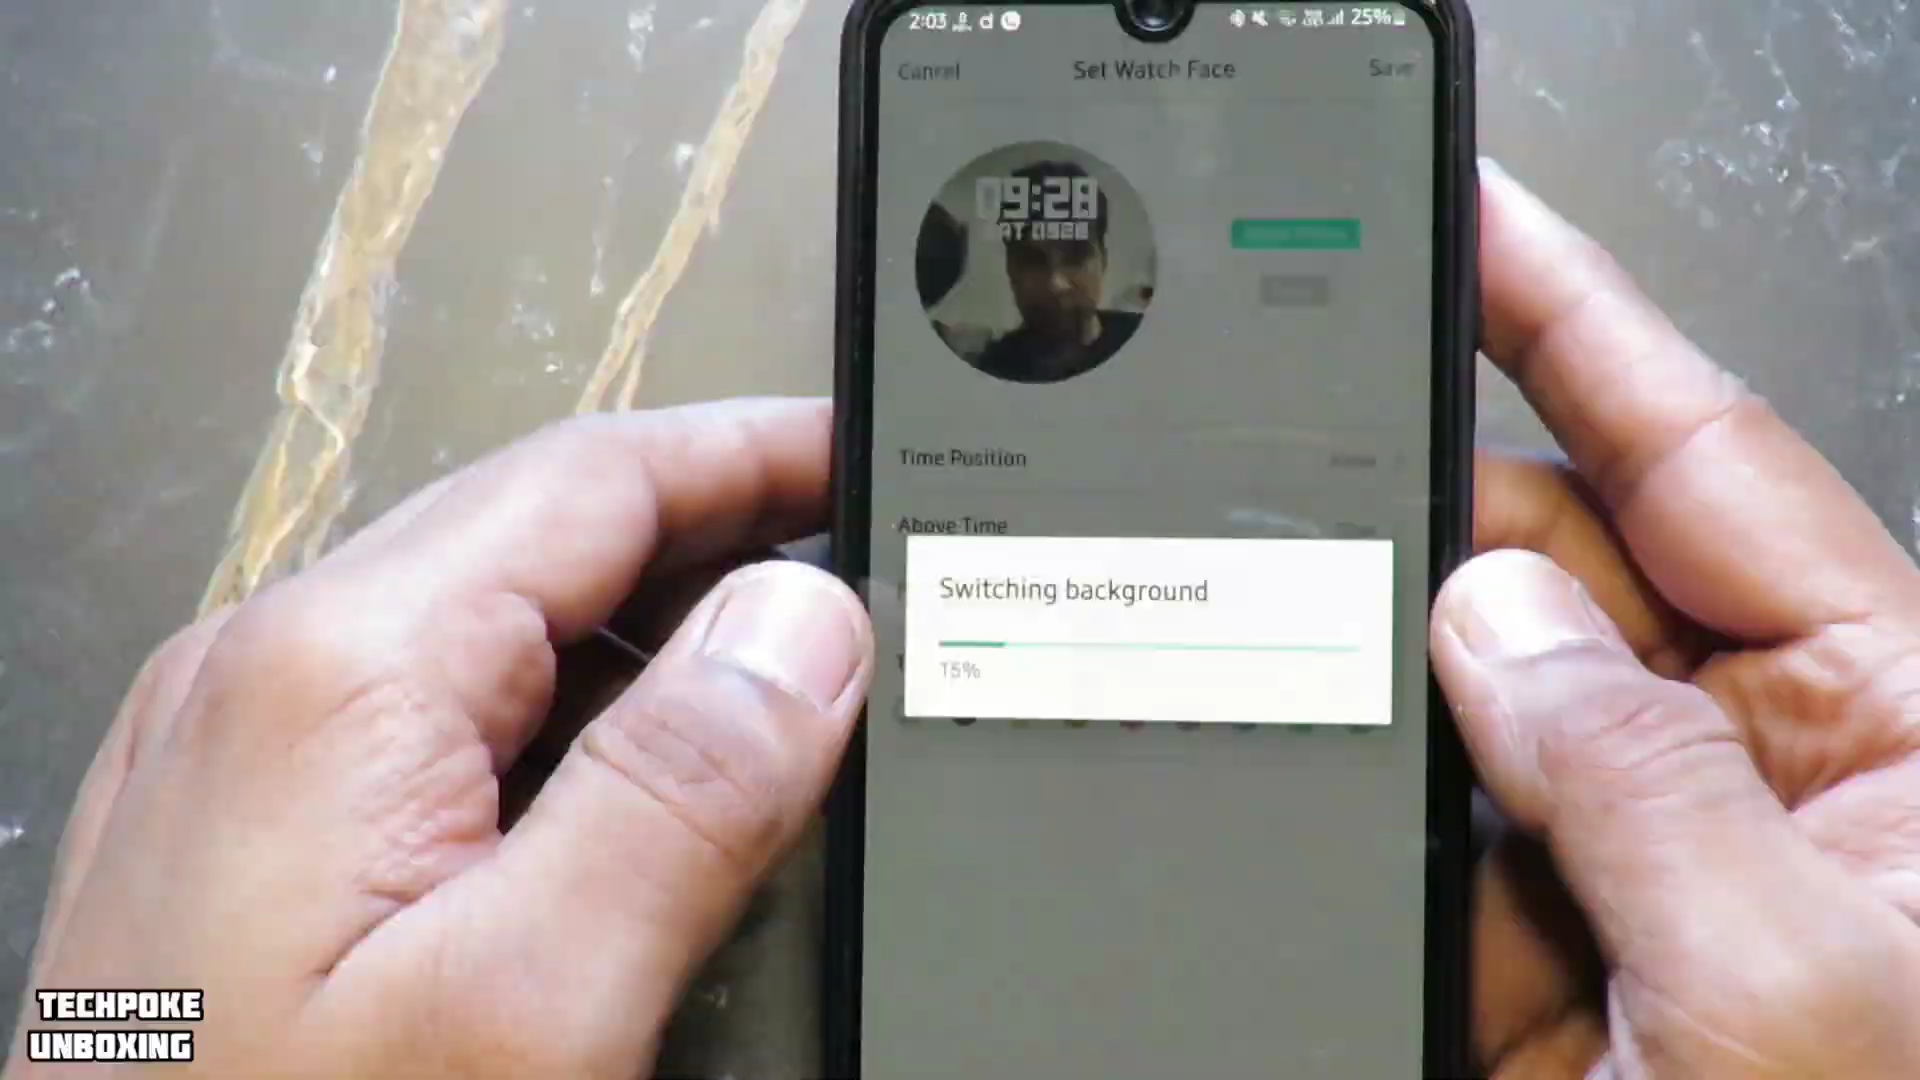 2:03
25%
Cancel
Set Watch Face
Save
09:28
Time Position
Above Time
Switching background
15%
TECHPOKE
UNBOXING